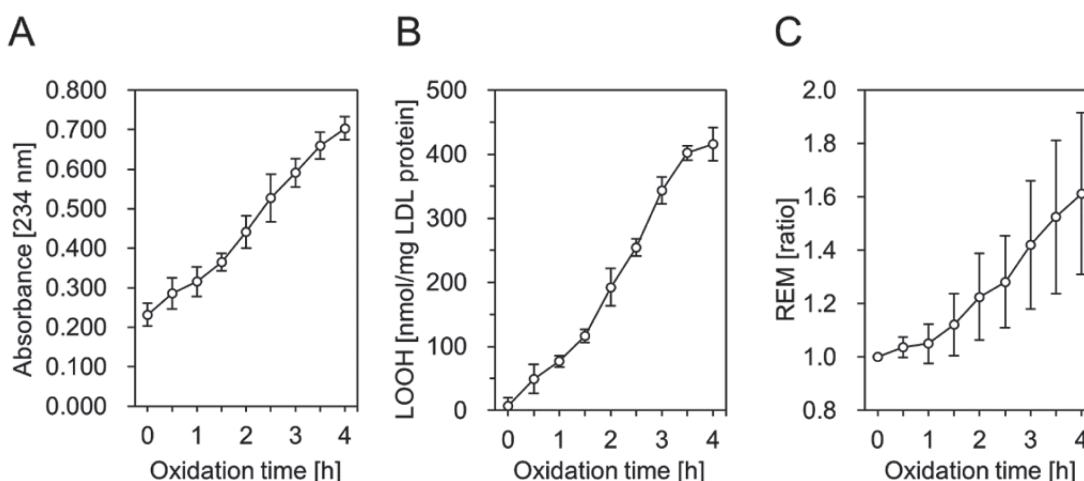 A
Absorbance [234 nm]
0.800
0.700
0.600
0.500
0.400
0.300
0.200
0.100
0.000
0 1 2 3 4
Oxidation time [h]
B
LOOH [nmol/mg LDL protein]
500
400
300
200
100
0
0 1 2 3 4
Oxidation time [h]
C
REM [ratio]
2.0
1.8
1.6
1.4
1.2
1.0
0.8
0 1 2 3 4
Oxidation time [h]